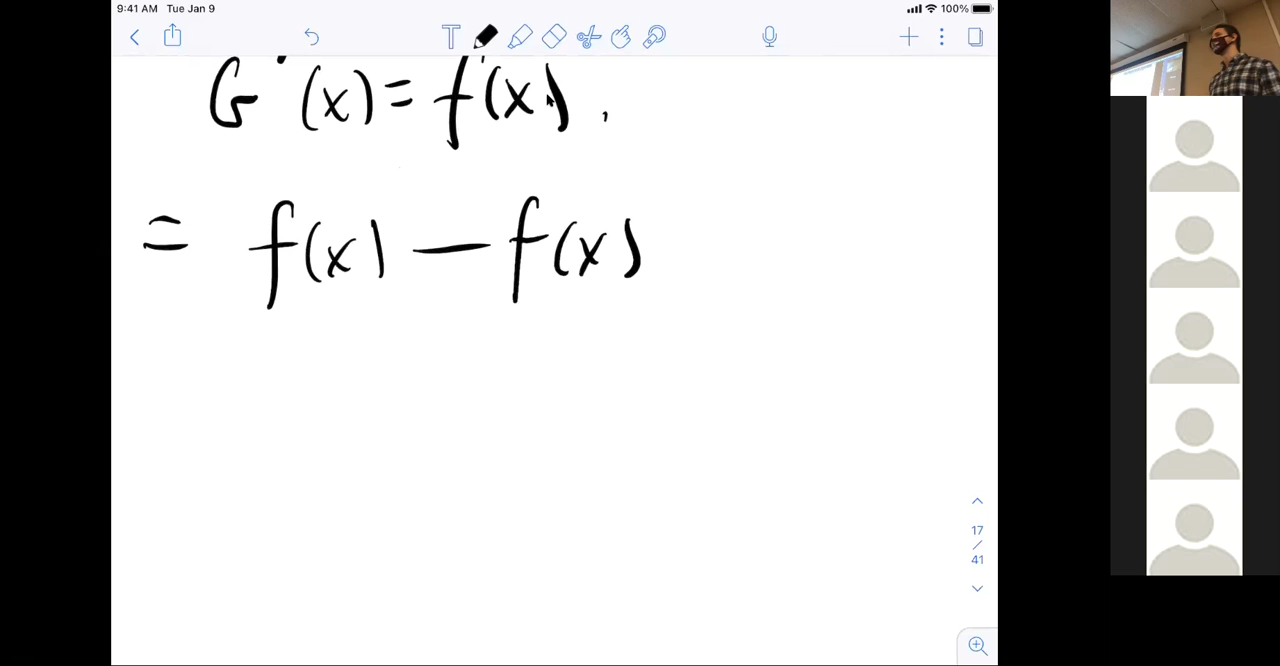 9:41 AM Tue Jan 9 100%
T
G'(x) = f(x),
= f(x) — f(x)
17
/
41